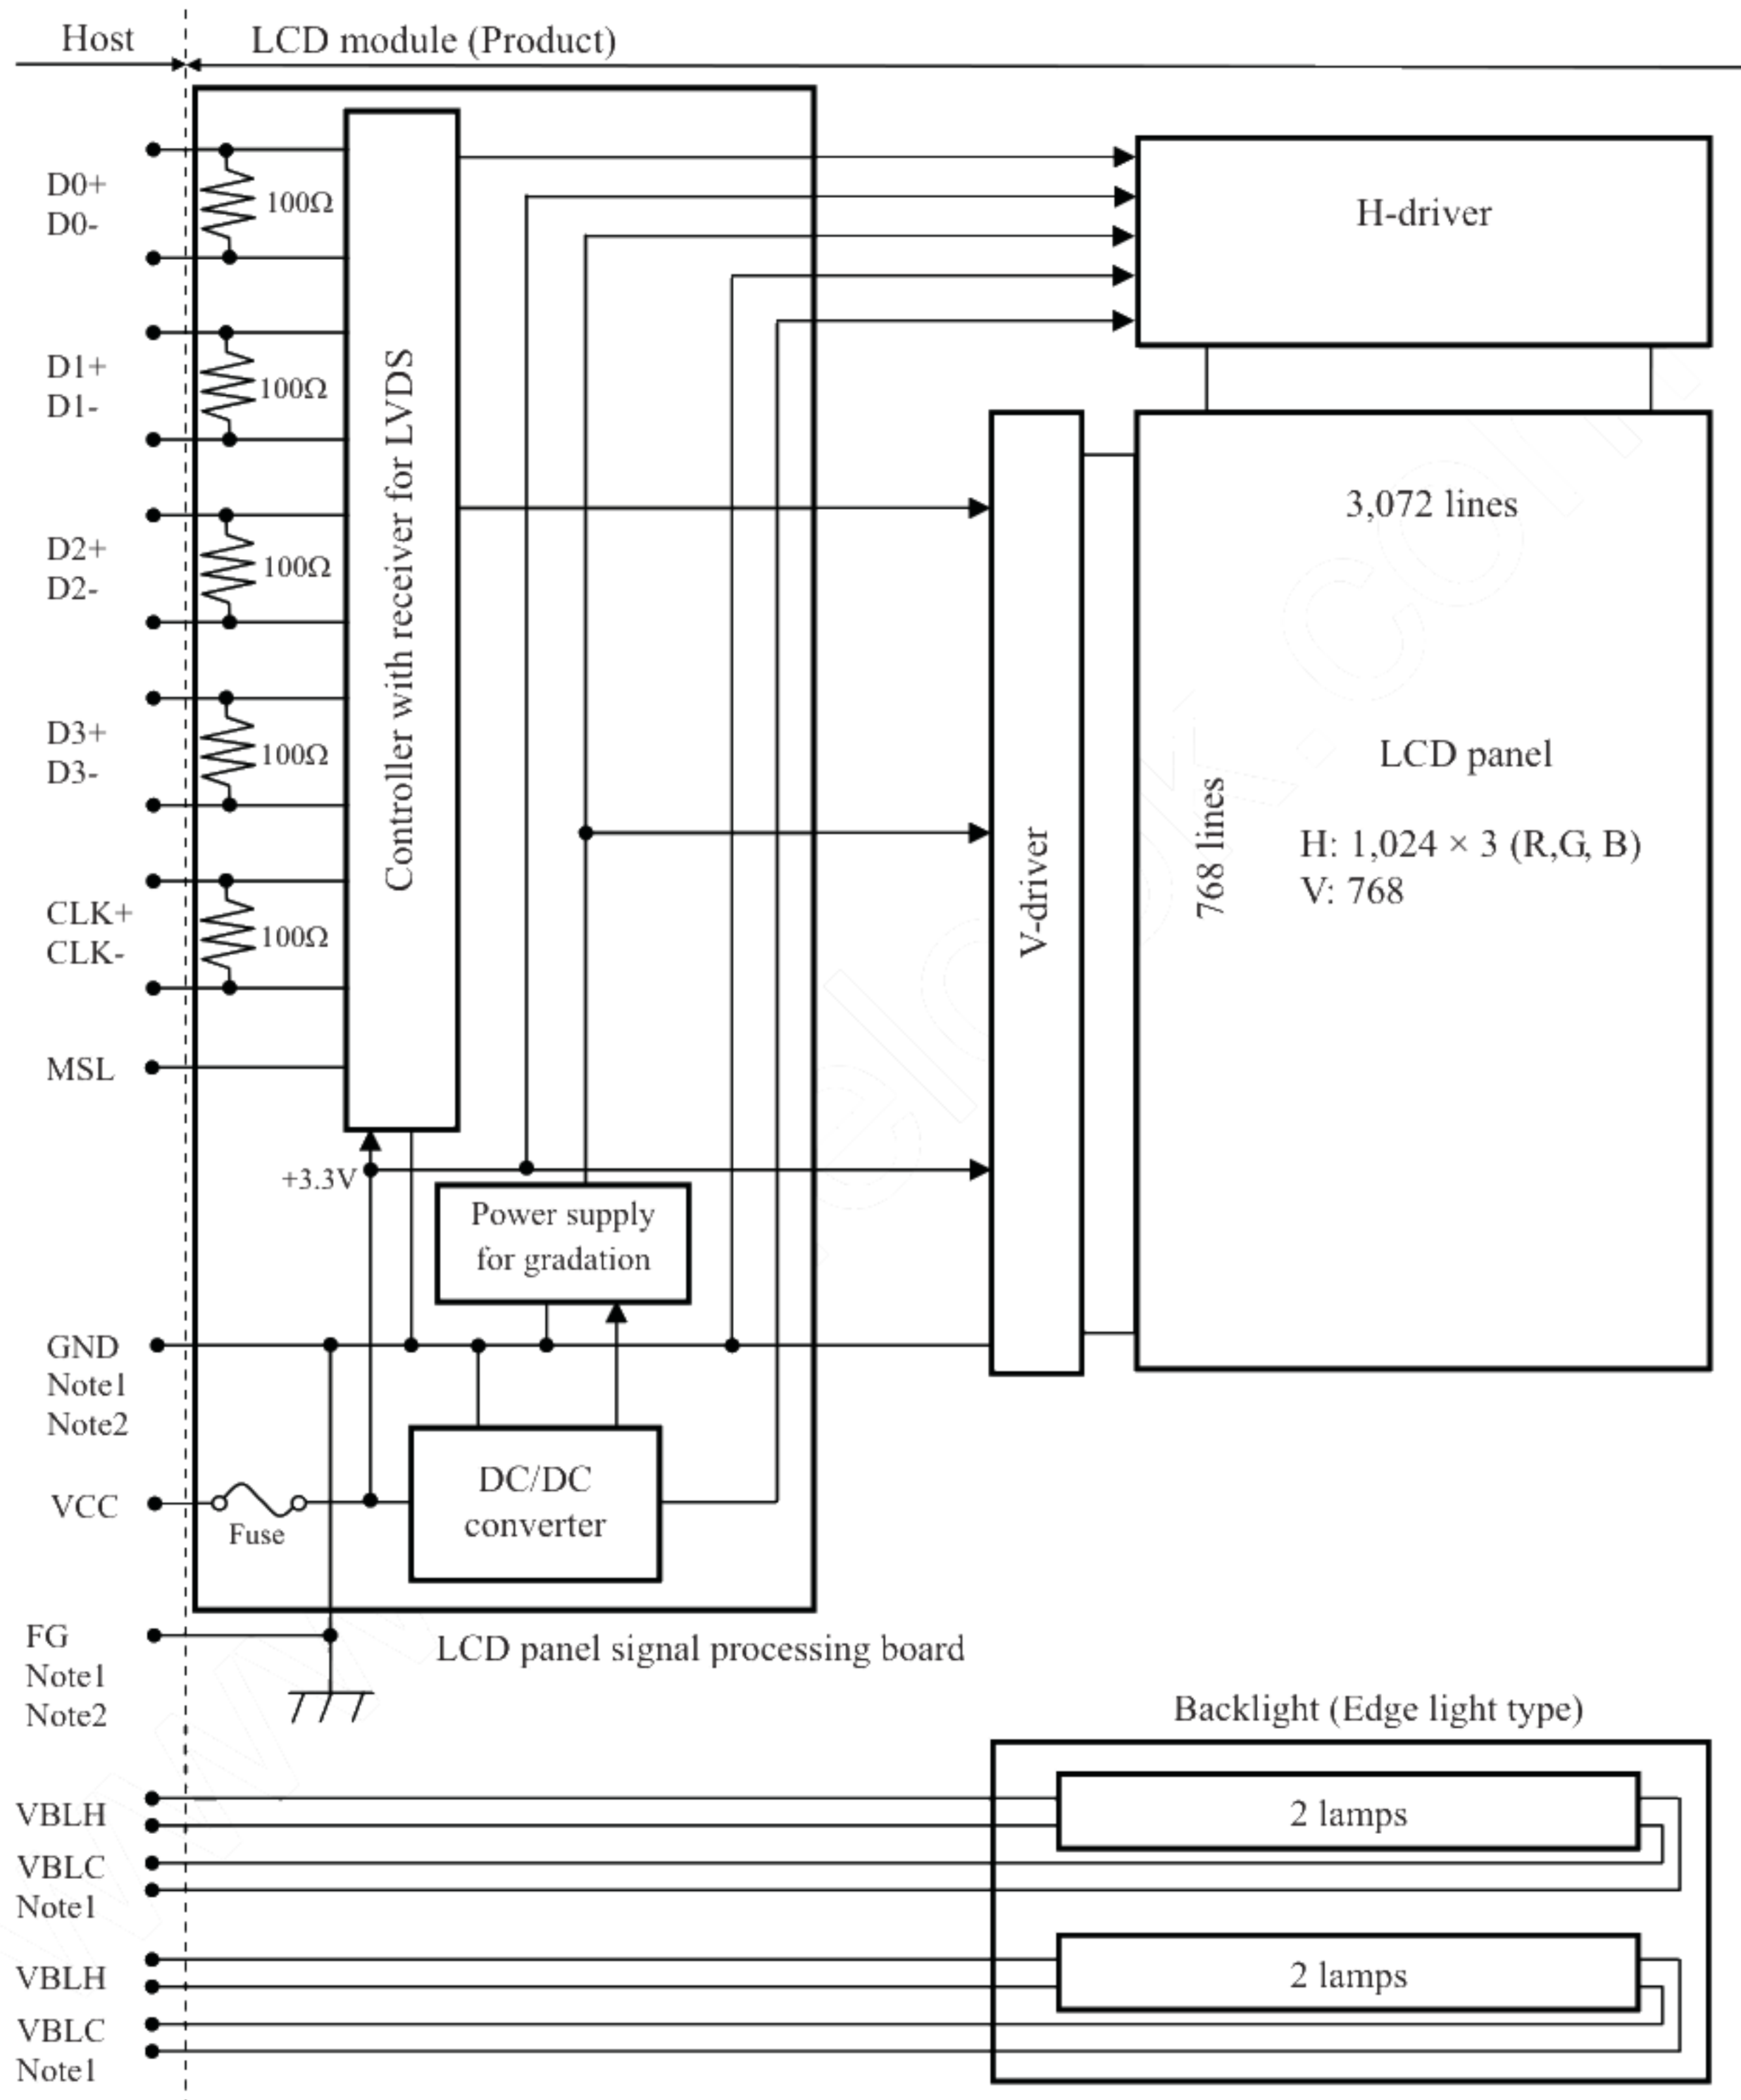 Host
LCD module (Product)
D0+
D0-
100Ω
H-driver
D1+
D1-
100Ω
Controller with receiver for LVDS
3,072 lines
D2+
D2-
100Ω
D3+
D3-
100Ω
LCD panel
768 lines
H: 1,024 × 3 (R,G, B)
V: 768
V-driver
CLK+
CLK-
100Ω
MSL
+3.3V
Power supply
for gradation
GND
Note1
Note2
VCC
Fuse
DC/DC
converter
FG
Note1
Note2
LCD panel signal processing board
Backlight (Edge light type)
VBLH
2 lamps
VBLC
Note1
VBLH
2 lamps
VBLC
Note1